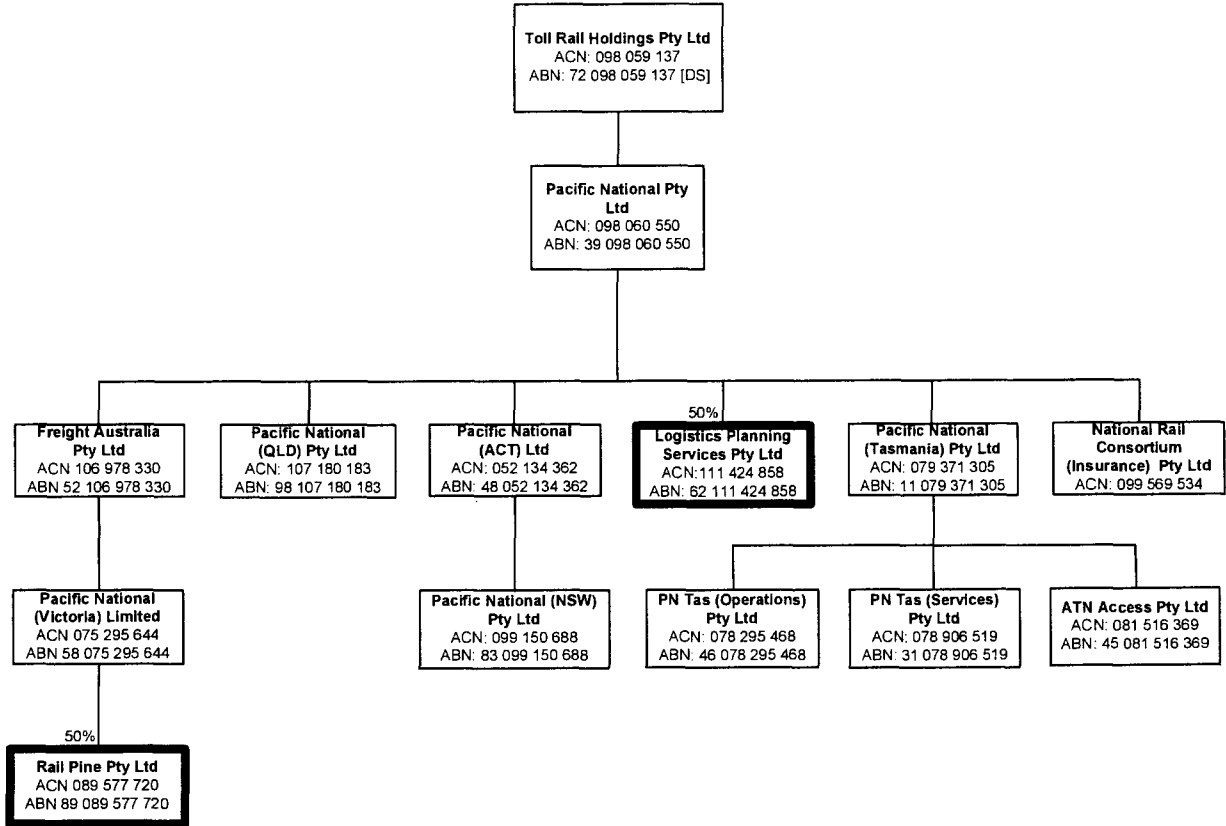 Toll Rail Holdings Pty Ltd
ACN: 098 059 137
ABN: 72 098 059 137 [DS]
Pacific National Pty
Ltd
ACN: 098 060 550
ABN: 39 098 060 550
Freight Australia
Pty Ltd
ACN 106 978 330
ABN 52 106 978 330
Pacific National
(QLD) Pty Ltd
ACN: 107 180 183
ABN: 98 107 180 183
Pacific National
(ACT) Ltd
ACN: 052 134 362
ABN: 48 052 134 362
50%
Logistics Planning
Services Pty Ltd
ACN:111 424 858
ABN: 62 111 424 858
Pacific National
(Tasmania) Pty Ltd
ACN: 079 371 305
ABN: 11 079 371 305
National Rail
Consortium
(Insurance) Pty Ltd
ACN: 099 569 534
Pacific National
(Victoria) Limited
ACN 075 295 644
ABN 58 075 295 644
Pacific National (NSW)
Pty Ltd
ACN: 099 150 688
ABN: 83 099 150 688
PN Tas (Operations)
Pty Ltd
ACN: 078 295 468
ABN: 46 078 295 468
PN Tas (Services)
Pty Ltd
ACN: 078 906 519
ABN: 31 078 906 519
ATN Access Pty Ltd
ACN: 081 516 369
ABN: 45 081 516 369
50%
Rail Pine Pty Ltd
ACN 089 577 720
ABN 89 089 577 720